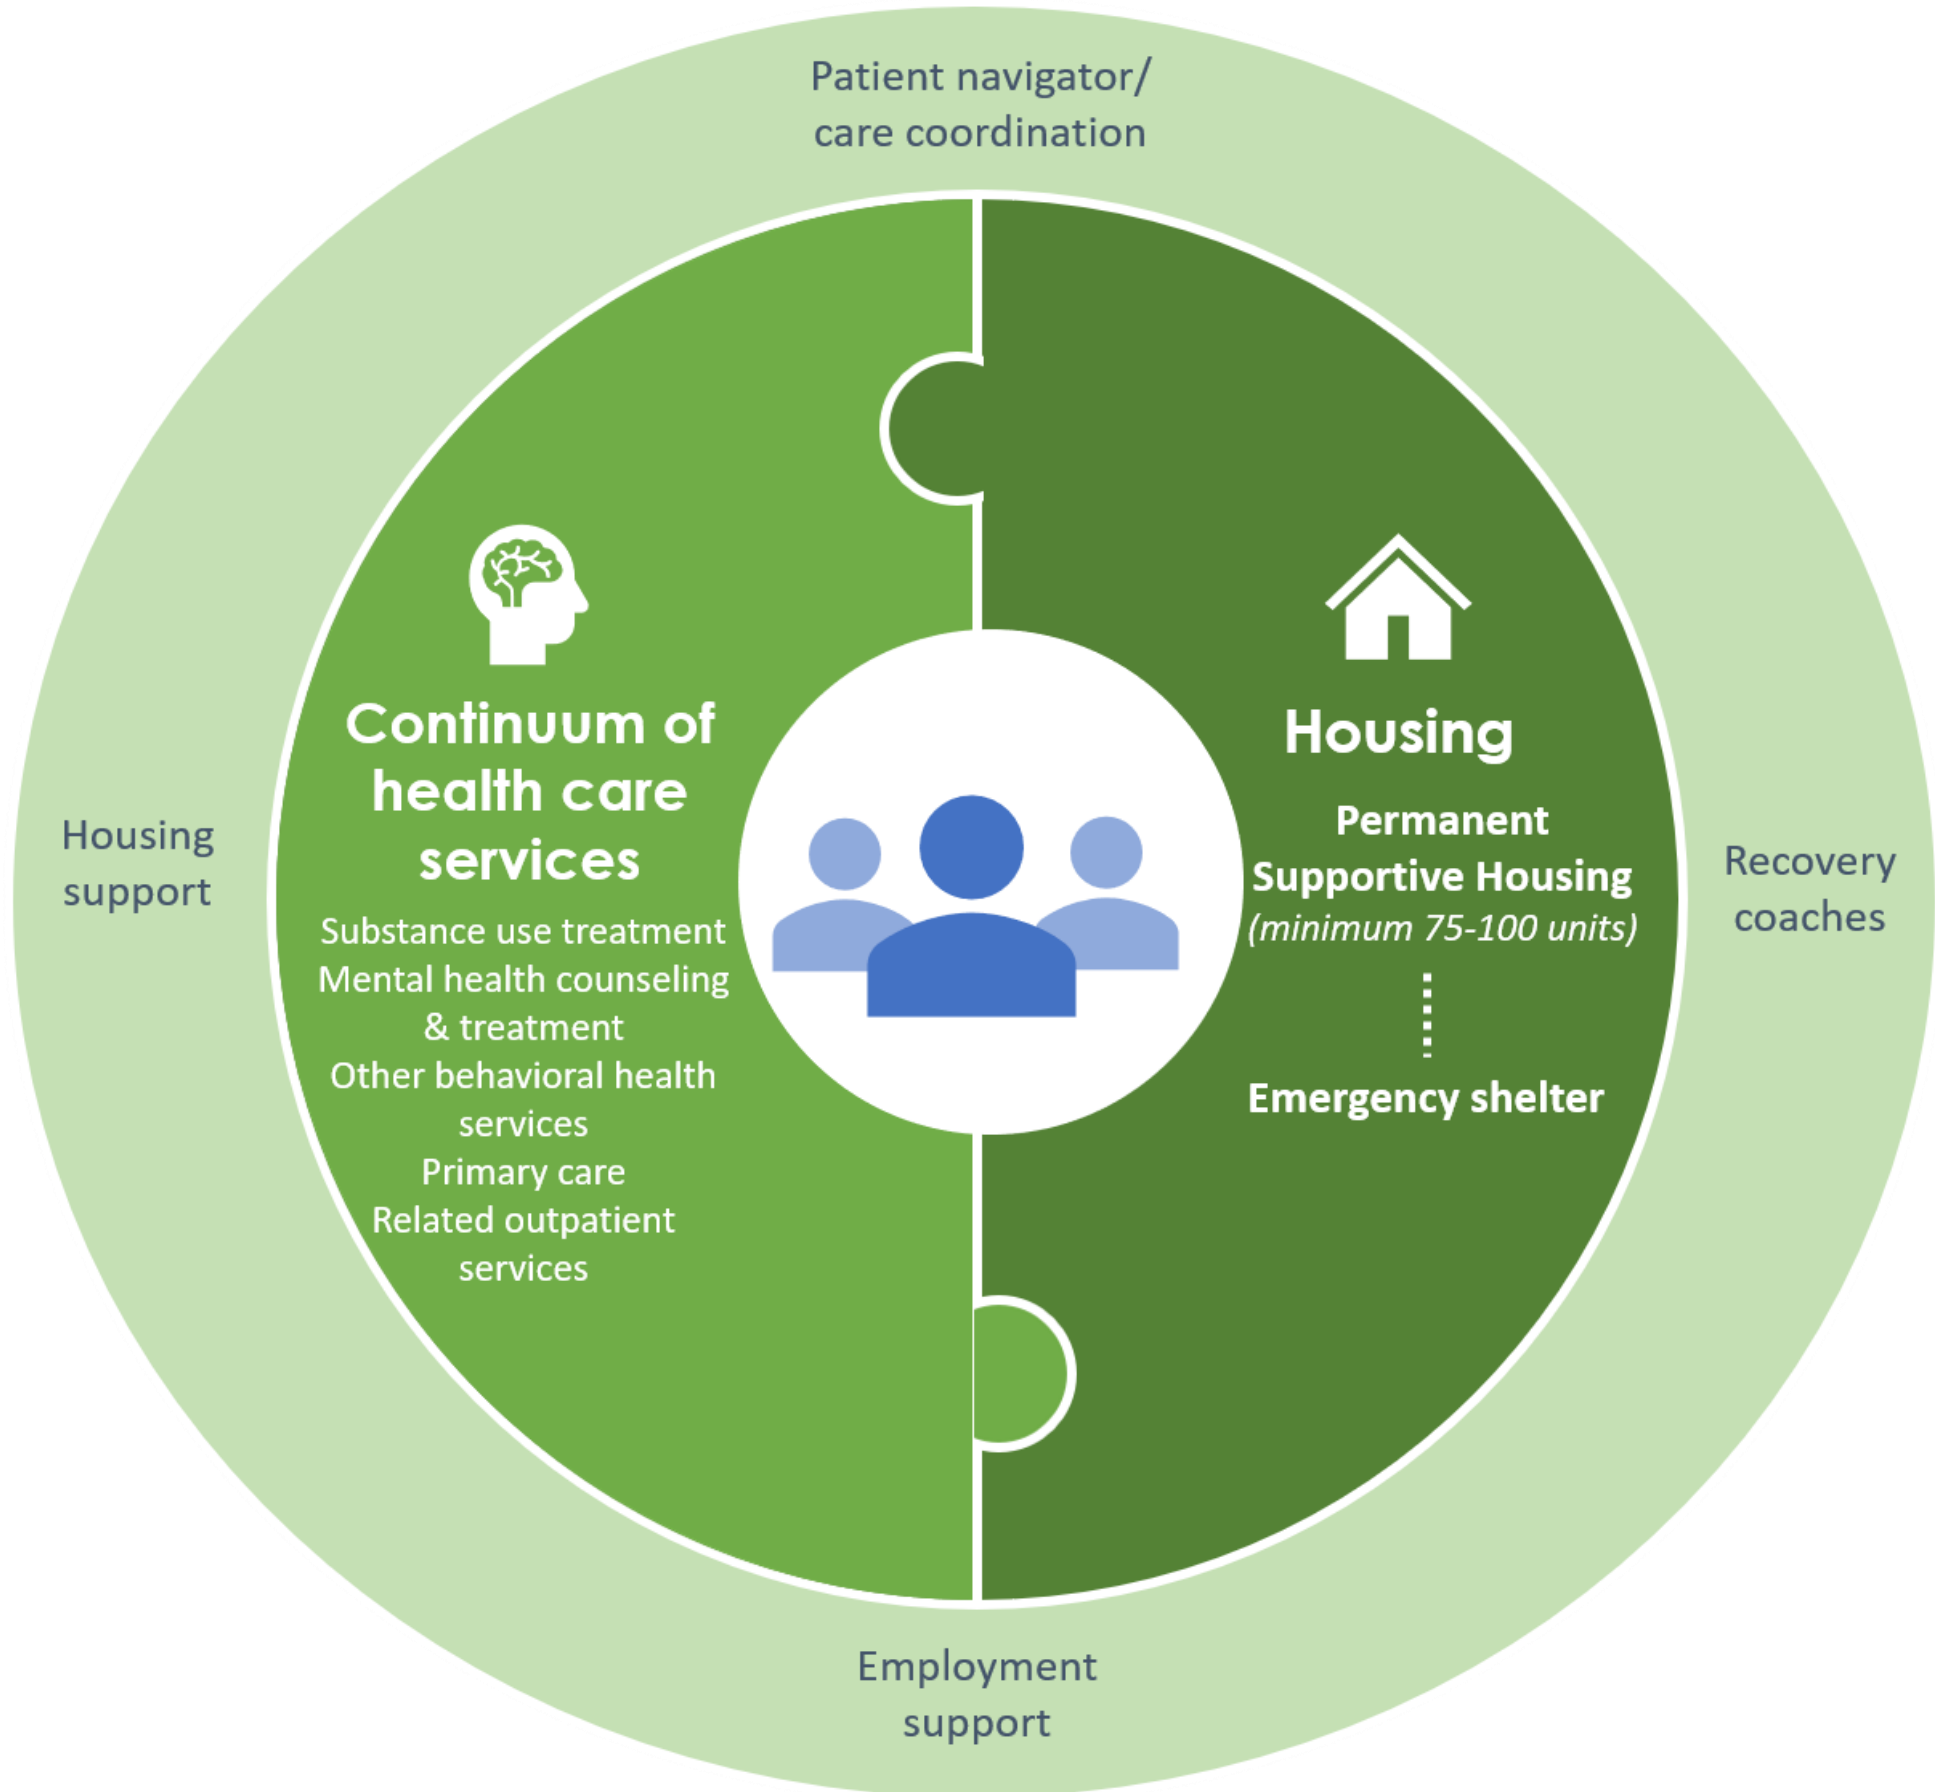 Patient navigator/
care coordination
Housing
support
Continuum of
health care
services
Substance use treatment
Mental health counseling
& treatment
Other behavioral health
services
Primary care
Related outpatient
services
Housing
Permanent
Supportive Housing
(minimum 75-100 units)
Emergency shelter
Recovery
coaches
Employment
support